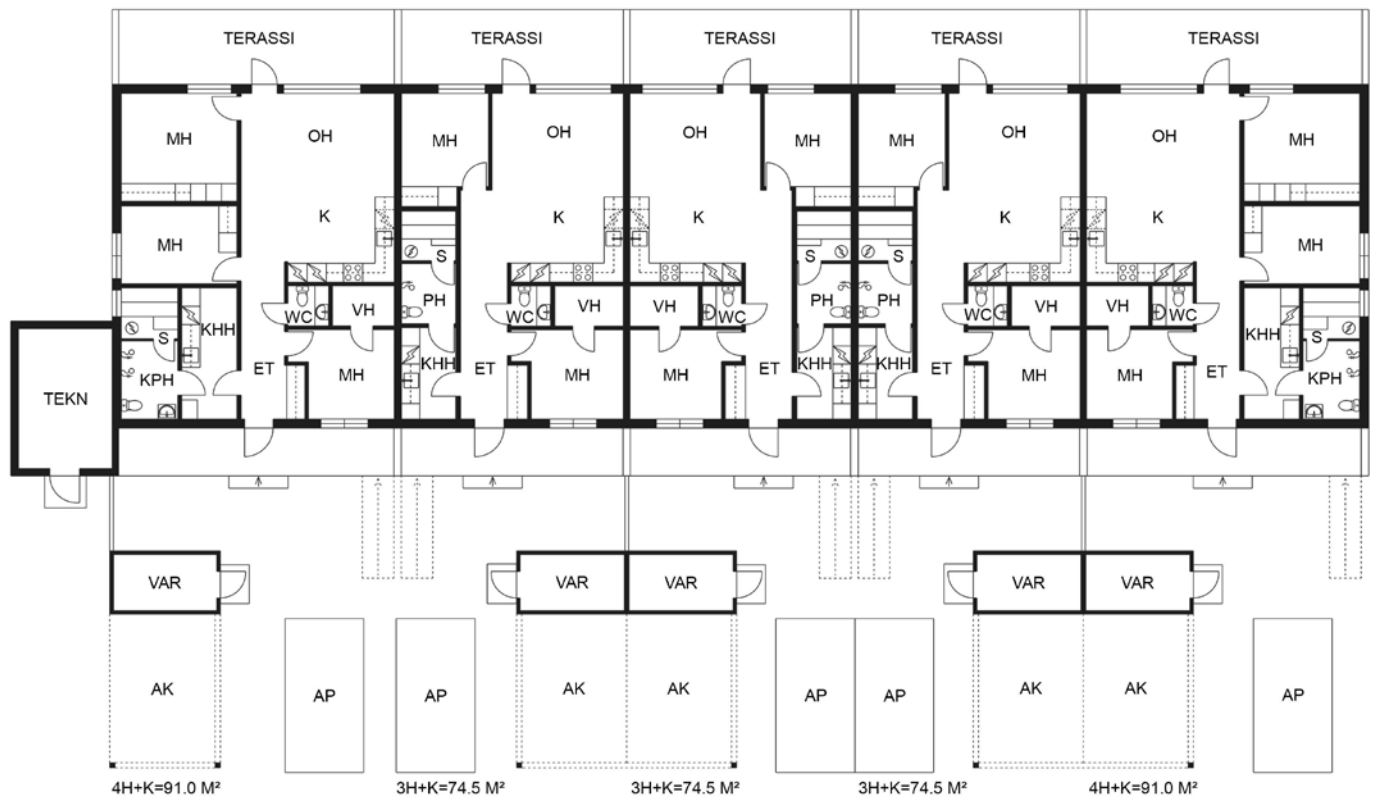 TERASSI TERASSI TERASSI TERASSI TERASSI
OH OH OH OH
MH MH MH MH MH OH
K K K K K
MH MH
S S S
PH PH PH
WC VH WC VH VH WC WC VH VH WC
KHH KHH
S S
KPH ET KHH ET ET KHH KHH ET ET KPH
MH MH MH MH MH
TEKN
VAR VAR VAR VAR VAR
AK AP AP AK AK AP AP AK AK AP
4H+K=91.0 M² 3H+K=74.5 M² 3H+K=74.5 M² 3H+K=74.5 M² 4H+K=91.0 M²